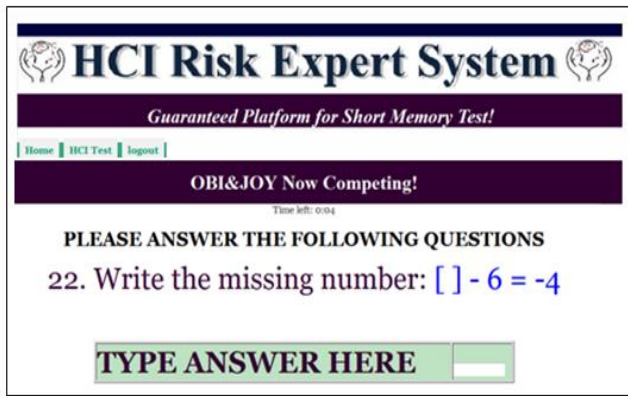 HCI Risk Expert System
Guaranteed Platform for Short Memory Test!
Home HCI Test logout
OBI&JOY Now Competing!
Time left: 0:04
PLEASE ANSWER THE FOLLOWING QUESTIONS
22. Write the missing number: [ ] - 6 = -4
TYPE ANSWER HERE